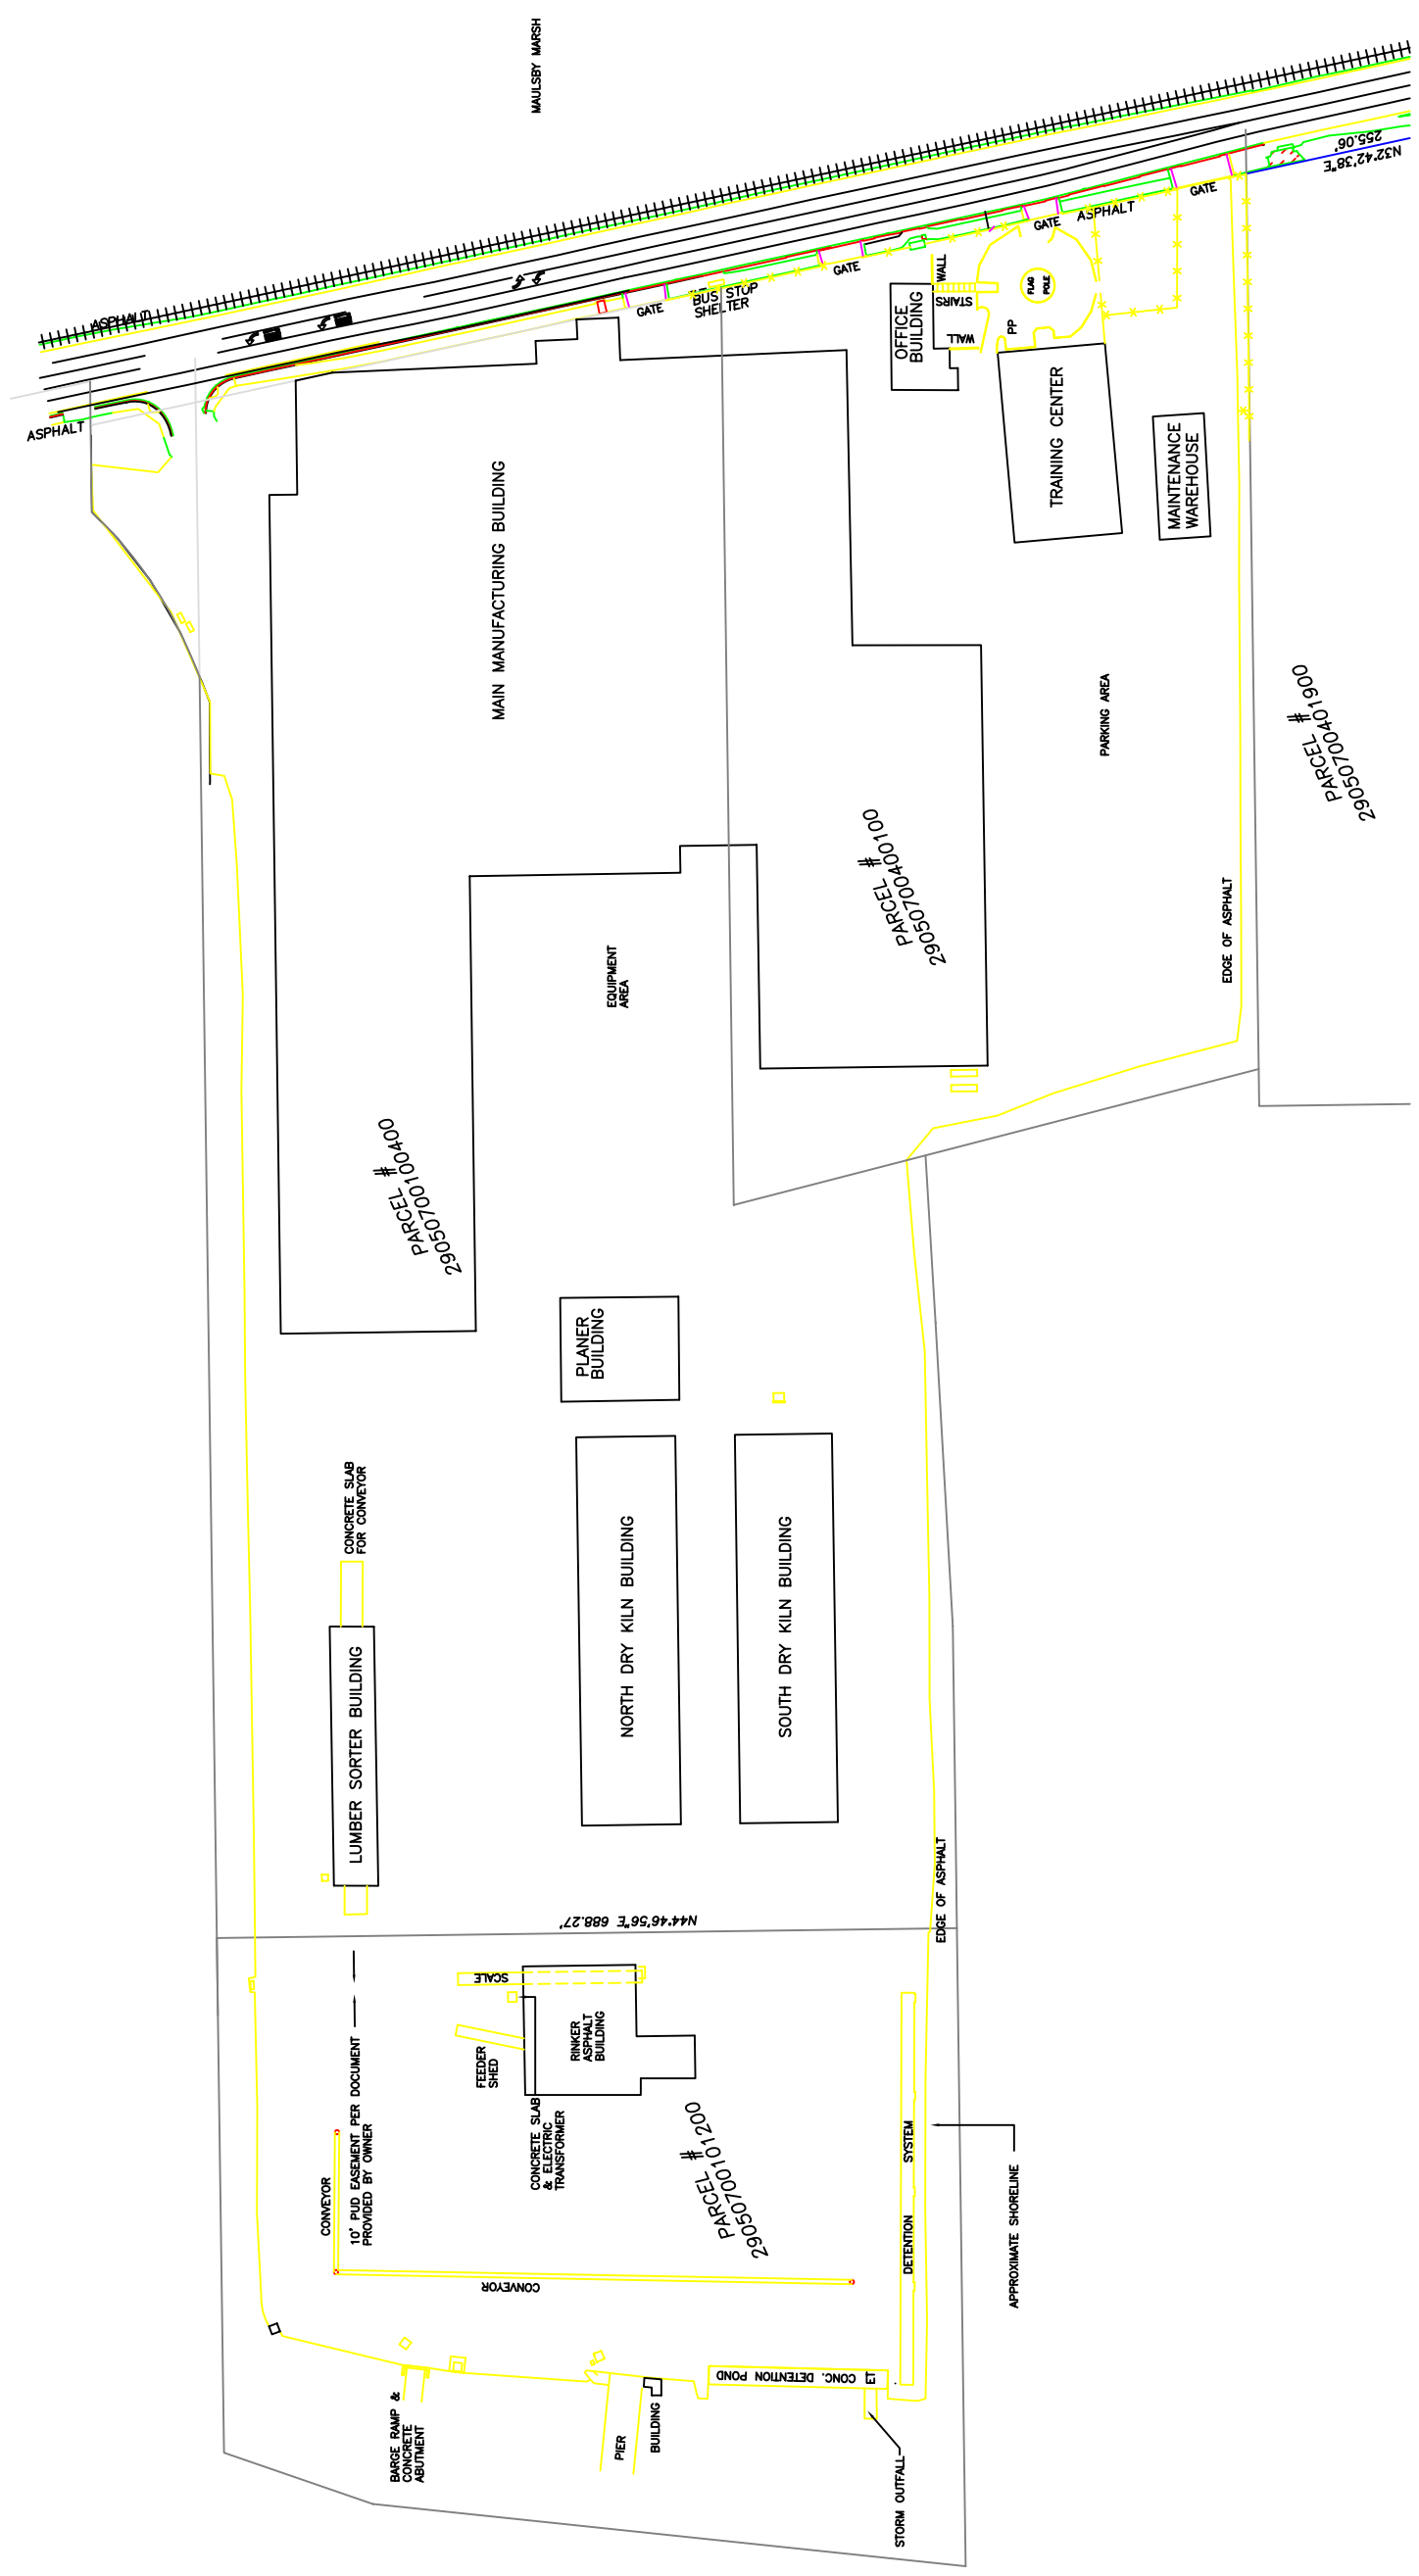 MAULSBY MARSH
ASPHALT
ASPHALT
N32°42'38"E
255.06'
GATE
ASPHALT
GATE
GATE
GATE
BUS STOP
SHELTER
WALL
STAIRS
WALL
OFFICE
BUILDING
FLAG
POLE
PP
TRAINING CENTER
MAINTENANCE
WAREHOUSE
MAIN MANUFACTURING BUILDING
PARKING AREA
PARCEL #
29050700401900
PARCEL #
29050700400100
EDGE OF ASPHALT
EQUIPMENT
AREA
PARCEL #
29050700100400
PLANER
BUILDING
CONCRETE SLAB
FOR CONVEYOR
LUMBER SORTER BUILDING
NORTH DRY KILN BUILDING
SOUTH DRY KILN BUILDING
EDGE OF ASPHALT
N44°46'56"E 688.27'
SCALE
RINKER
ASPHALT
BUILDING
FEEDER
SHED
10' PUD EASEMENT PER DOCUMENT
PROVIDED BY OWNER
CONCRETE SLAB
& ELECTRIC
TRANSFORMER
CONVEYOR
CONVEYOR
PARCEL #
29050700101200
DETENTION SYSTEM
APPROXIMATE SHORELINE
CONC. DETENTION POND
ET
BARGE RAMP &
CONCRETE
ABUTMENT
PIER
BUILDING
STORM OUTFALL